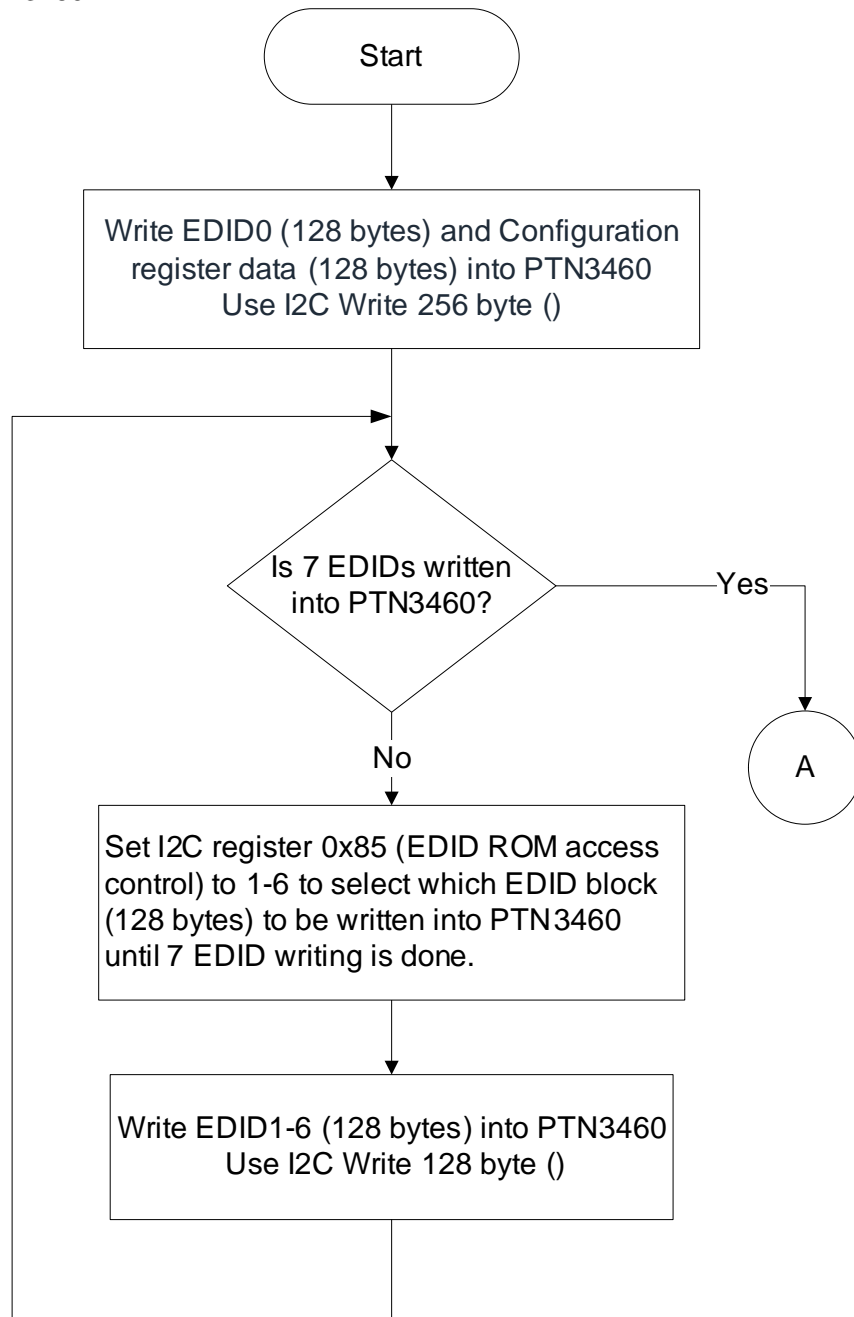 Start
Write EDID0 (128 bytes) and Configuration
register data (128 bytes) into PTN3460
Use I2C Write 256 byte ()
Is 7 EDIDs written
into PTN3460?
Yes
A
No
Set I2C register 0x85 (EDID ROM access
control) to 1-6 to select which EDID block
(128 bytes) to be written into PTN3460
until 7 EDID writing is done.
Write EDID1-6 (128 bytes) into PTN3460
Use I2C Write 128 byte ()